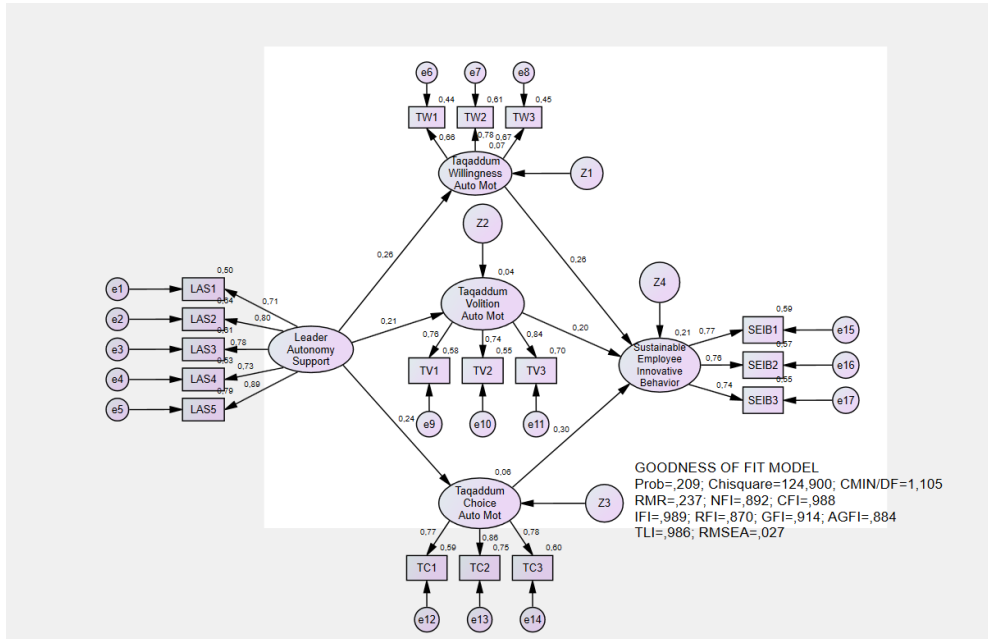 e6 e7 e8
0,44 0,61 0,45
TW1 TW2 TW3
0,66 0,78 0,67
0,07
Taqaddum
Willingness
Auto Mot
Z1
Z2
0,26 0,26
0,04
Taqaddum
Volition
Auto Mot
Z4
0,21 0,20
0,76 0,74 0,84
0,58 0,55 0,70
TV1 TV2 TV3
e9 e10 e11
0,50
e1 LAS1 0,71
0,64
e2 LAS2 0,80
0,61
e3 LAS3 0,78
0,53
e4 LAS4 0,73
0,79
e5 LAS5 0,89
Leader
Autonomy
Support
0,21
Sustainable
Employee
Innovative
Behavior
0,59
0,77 SEIB1 e15
0,57
0,76 SEIB2 e16
0,55
0,74 SEIB3 e17
0,24 0,30
0,06
Taqaddum
Choice
Auto Mot
Z3
0,77 0,86 0,78
0,59 0,75 0,60
TC1 TC2 TC3
e12 e13 e14
GOODNESS OF FIT MODEL
Prob=,209; Chisquare=124,900; CMIN/DF=1,105
RMR=,237; NFI=,892; CFI=,988
IFI=,989; RFI=,870; GFI=,914; AGFI=,884
TLI=,986; RMSEA=,027